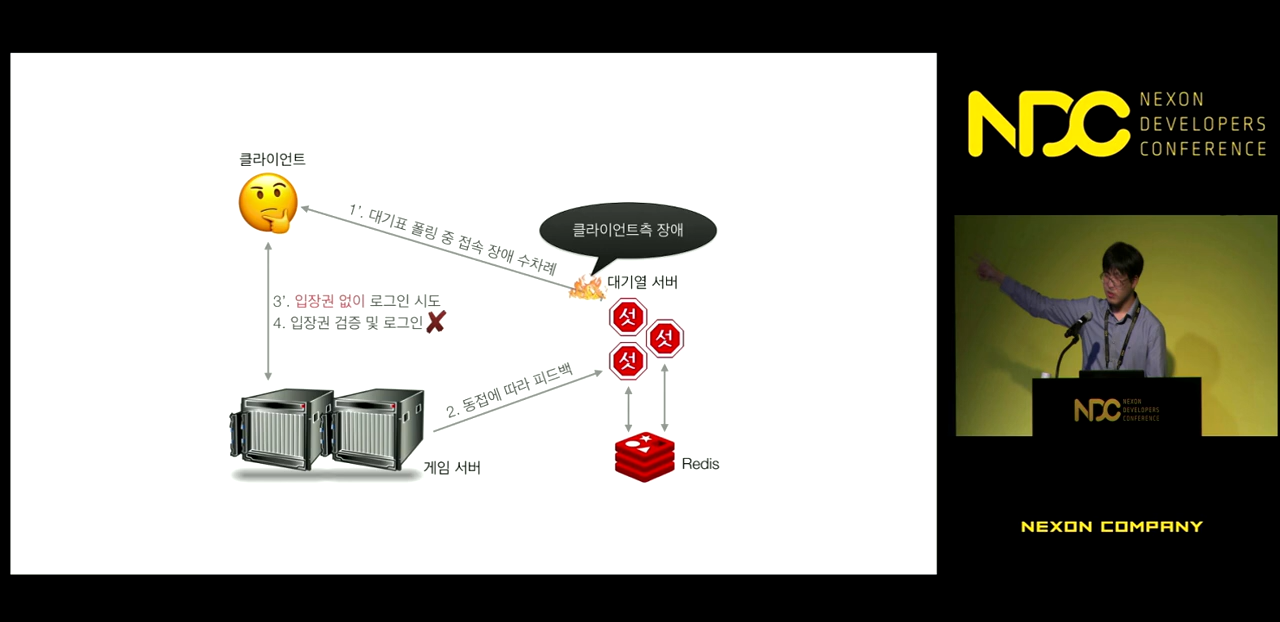 클라이언트
1'. 대기표 폴링 중 접속 장애 수차례
클라이언트측 장애
대기열 서버
섯
섯
섯
3'. 입장권 없이 로그인 시도
4. 입장권 검증 및 로그인
2. 동접에 따라 피드백
게임 서버
Redis
NDC
NEXON
DEVELOPERS
CONFERENCE
NDC
NEXON
DEVELOPERS
CONFERENCE
NEXON COMPANY